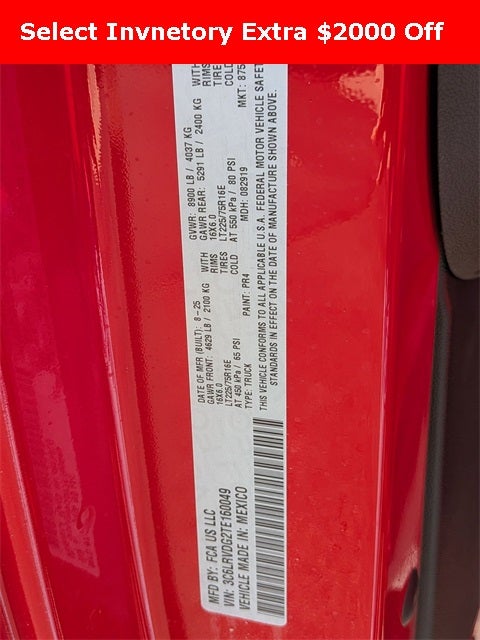 Select Invnetory Extra $2000 Off
MFD BY: FCA US LLC
VIN: 3C6LRVDG2TE160049
VEHICLE MADE IN: MEXICO
DATE OF MFR (BUILT): 8-25
GAWR FRONT: 4629 LB / 2100 KG WITH
16X6.0 RIMS
LT225/75R16E TIRES
AT 450 kPa / 65 PSI COLD
TYPE: TRUCK PAINT: PR4
GVWR: 8900 LB / 4037 KG
GAWR REAR: 5291 LB / 2400 KG WITH
16X6.0 RIMS
LT225/75R16E TIRES
AT 550 kPa / 80 PSI COLD
MDH: 082919 MKT: 875
THIS VEHICLE CONFORMS TO ALL APPLICABLE U.S.A. FEDERAL MOTOR VEHICLE SAFE
STANDARDS IN EFFECT ON THE DATE OF MANUFACTURE SHOWN ABOVE.